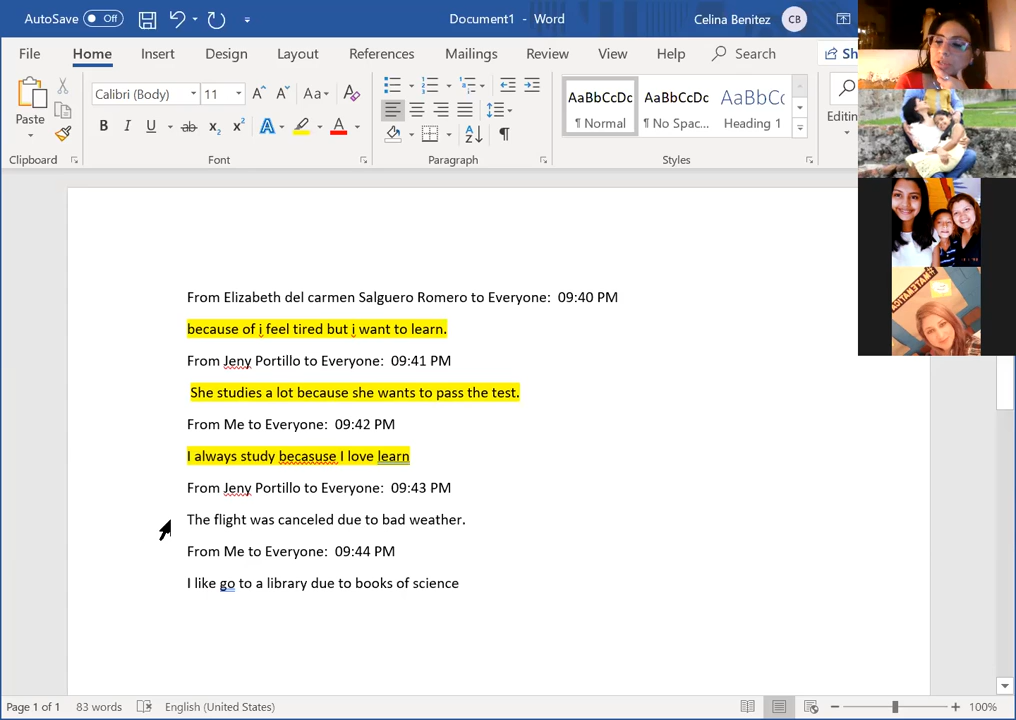 AutoSave Off Document1 - Word Celina Benitez CB
File Home Insert Design Layout References Mailings Review View Help Search Sh
Paste Calibri (Body) 11 Aa Editin
AaBbCcDc AaBbCcDc AaBbCc
¶ Normal ¶ No Spac... Heading 1
Clipboard Font Paragraph Styles
From Elizabeth del carmen Salguero Romero to Everyone: 09:40 PM
because of i feel tired but i want to learn.
From Jeny Portillo to Everyone: 09:41 PM
She studies a lot because she wants to pass the test.
From Me to Everyone: 09:42 PM
I always study becasuse I love learn
From Jeny Portillo to Everyone: 09:43 PM
The flight was canceled due to bad weather.
From Me to Everyone: 09:44 PM
I like go to a library due to books of science
Page 1 of 1 83 words English (United States) 100%